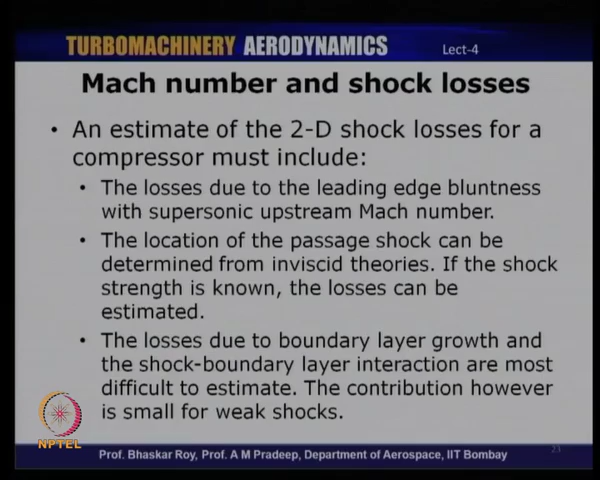 TURBOMACHINERY AERODYNAMICS Lect-4
Mach number and shock losses
• An estimate of the 2-D shock losses for a
compressor must include:
• The losses due to the leading edge bluntness
with supersonic upstream Mach number.
• The location of the passage shock can be
determined from inviscid theories. If the shock
strength is known, the losses can be
estimated.
• The losses due to boundary layer growth and
the shock-boundary layer interaction are most
difficult to estimate. The contribution however
is small for weak shocks.
NPTEL
Prof. Bhaskar Roy, Prof. A M Pradeep, Department of Aerospace, IIT Bombay
23